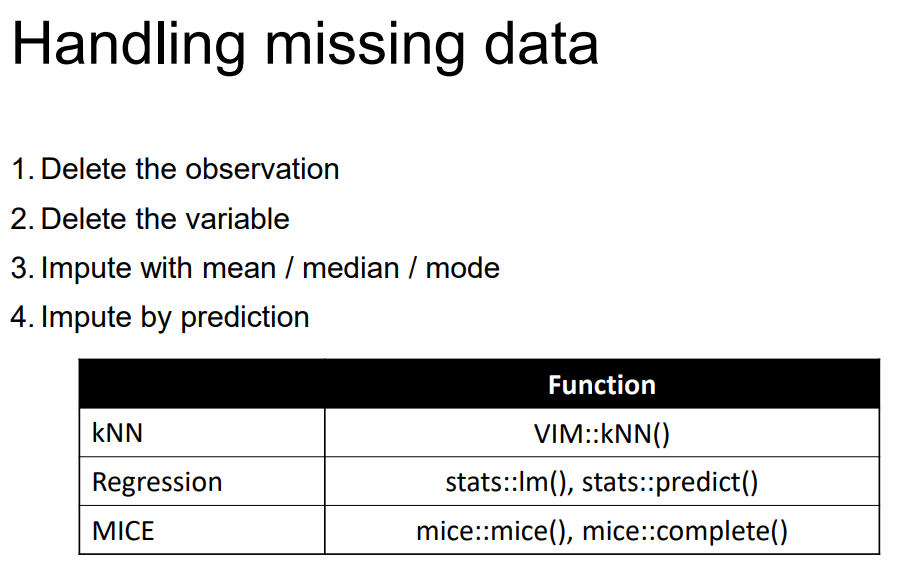 Handling missing data
1. Delete the observation
2. Delete the variable
3. Impute with mean / median / mode
4. Impute by prediction
Function
kNN VIM::kNN()
Regression stats::lm(), stats::predict()
MICE mice::mice(), mice::complete()